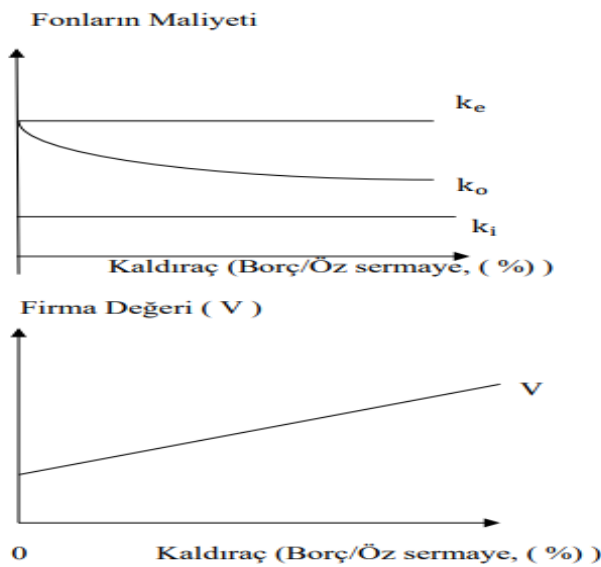 Fonların Maliyeti
kₑ
kₒ
kᵢ
Kaldıraç (Borç/Öz sermaye, ( %) )
Firma Değeri ( V )
V
0 Kaldıraç (Borç/Öz sermaye, ( %) )